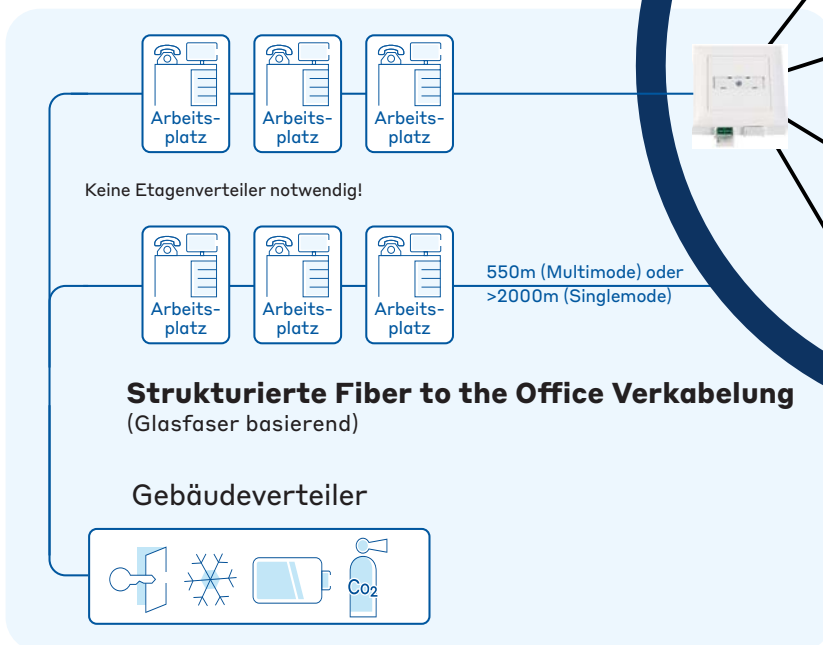 Arbeits-
platz
Arbeits-
platz
Arbeits-
platz
Keine Etagenverteiler notwendig!
Arbeits-
platz
Arbeits-
platz
Arbeits-
platz
550m (Multimode) oder
>2000m (Singlemode)
Strukturierte Fiber to the Office Verkabelung
(Glasfaser basierend)
Gebäudeverteiler
Co₂